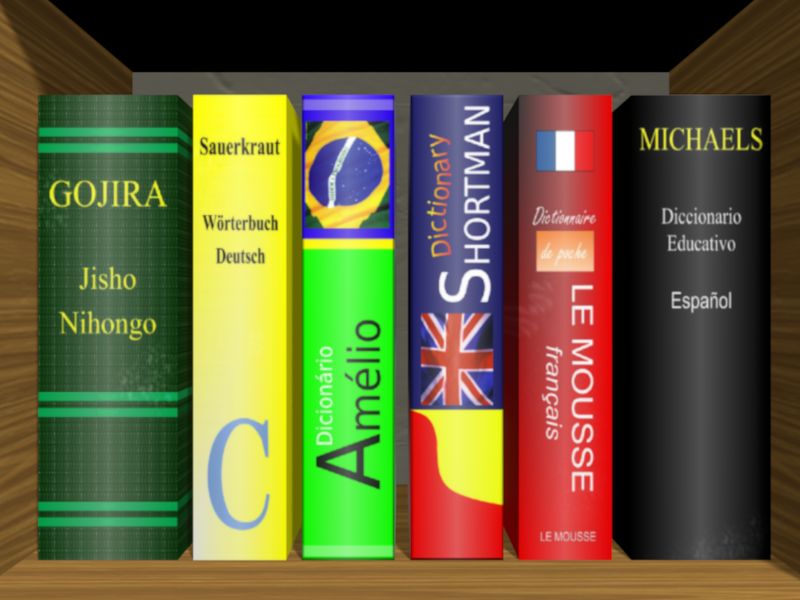 GOJIRA
Jisho
Nihongo
Sauerkraut
Wörterbuch
Deutsch
C
Dicionário
Amélio
Dictionary
SHORTMAN
Dictionnaire
de poche
LE MOUSSE
français
LE MOUSSE
MICHAELS
Diccionario
Educativo
Español